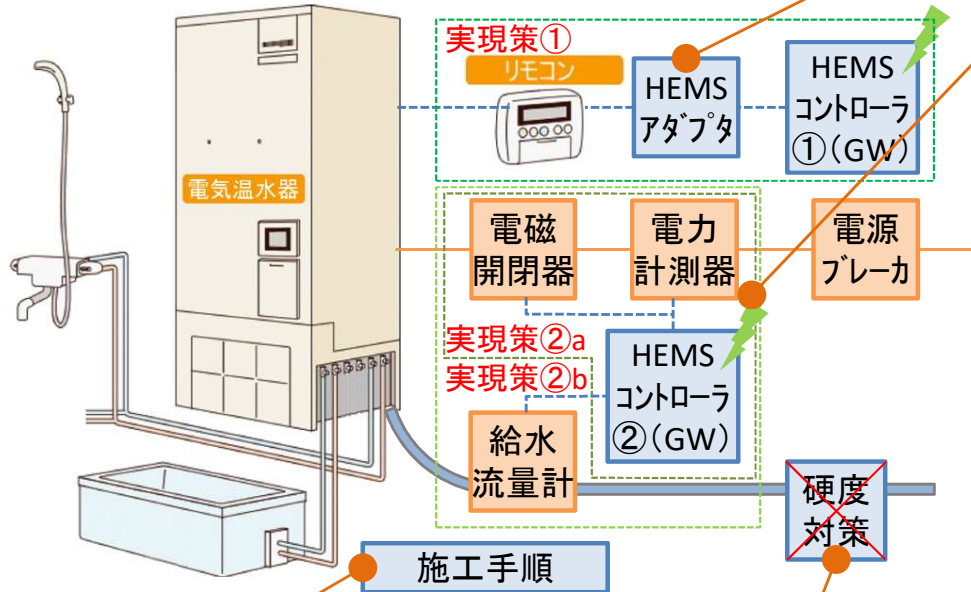 実現策①
リモコン
HEMS
アダプタ
HEMS
コントローラ
①(GW)
電気温水器
電磁
開閉器
電力
計測器
電源
ブレーカ
実現策②a
実現策②b
HEMS
コントローラ
②(GW)
給水
流量計
硬度
対策
施工手順